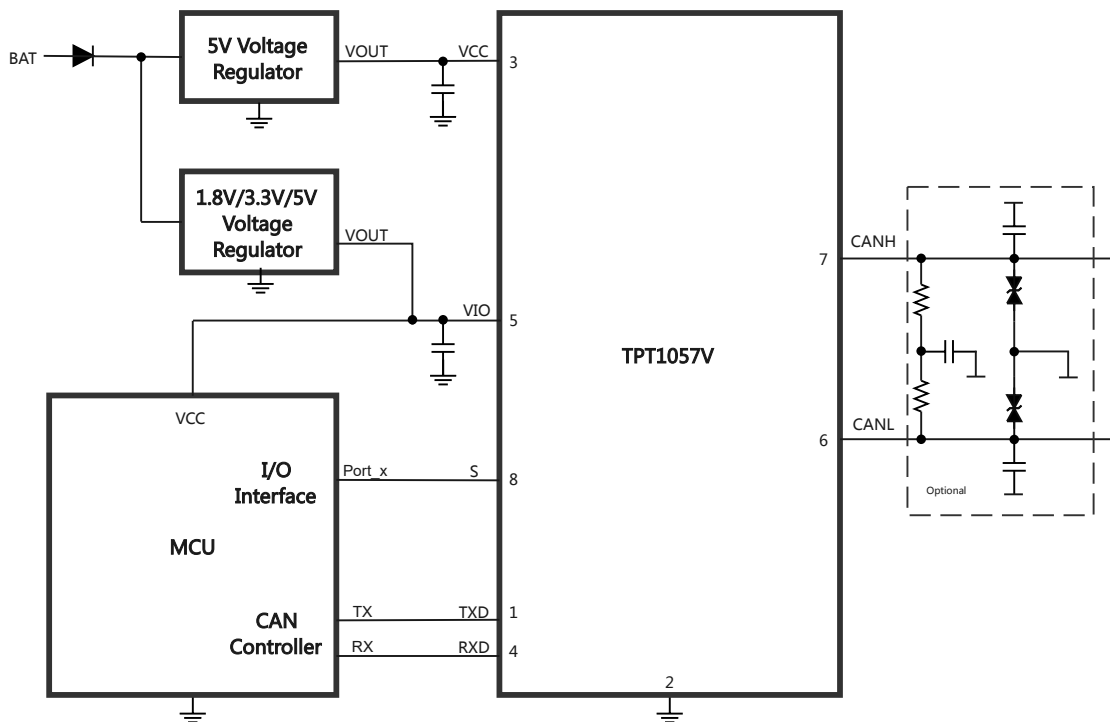 BAT
5V Voltage
Regulator
VOUT
VCC
3
1.8V/3.3V/5V
Voltage
Regulator
VOUT
VIO
5
TPT1057V
7
CANH
6
CANL
Optional
VCC
I/O
Interface
Port_x
S
8
MCU
CAN
Controller
TX
TXD
1
RX
RXD
4
2